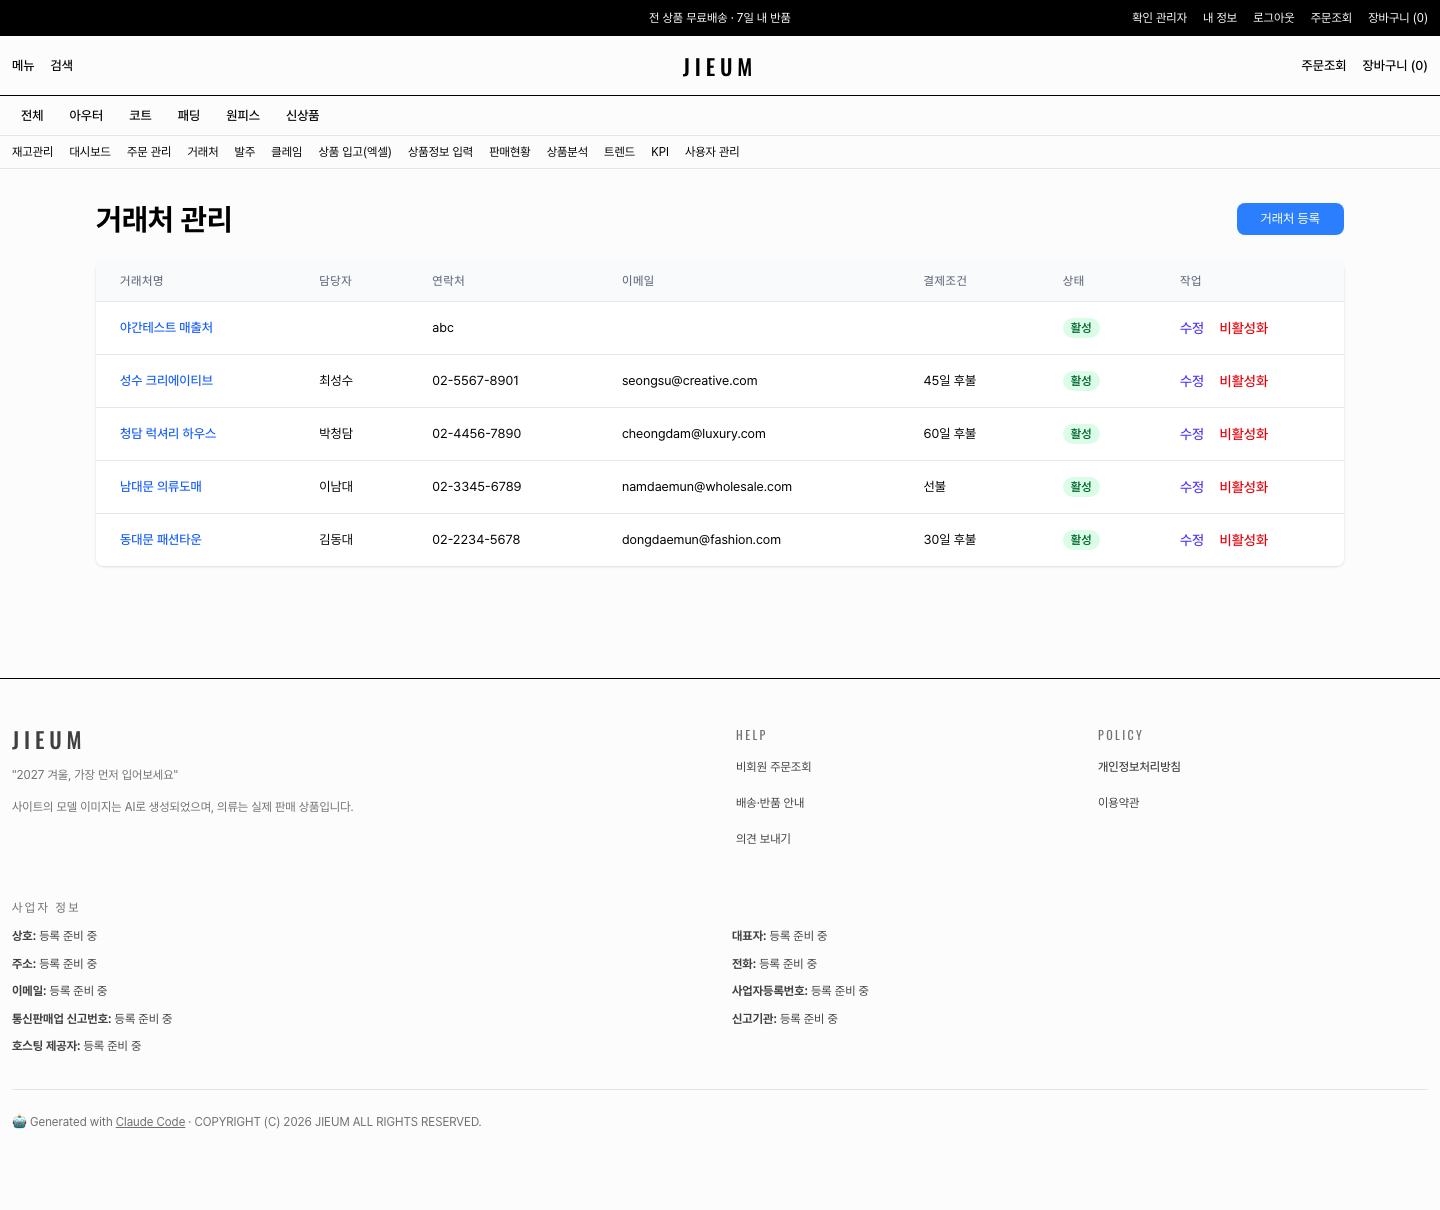 전 상품 무료배송 · 7일 내 반품
확인 관리자 내 정보 로그아웃 주문조회 장바구니 (0)
메뉴 검색
JIEUM
주문조회 장바구니 (0)
전체 아우터 코트 패딩 원피스 신상품
재고관리 대시보드 주문 관리 거래처 발주 클레임 상품 입고(엑셀) 상품정보 입력 판매현황 상품분석 트렌드 KPI 사용자 관리
거래처 관리
거래처 등록
거래처명 담당자 연락처 이메일 결제조건 상태 작업
야간테스트 매출처 abc 활성 수정 비활성화
성수 크리에이티브 최성수 02-5567-8901 seongsu@creative.com 45일 후불 활성 수정 비활성화
청담 럭셔리 하우스 박청담 02-4456-7890 cheongdam@luxury.com 60일 후불 활성 수정 비활성화
남대문 의류도매 이남대 02-3345-6789 namdaemun@wholesale.com 선불 활성 수정 비활성화
동대문 패션타운 김동대 02-2234-5678 dongdaemun@fashion.com 30일 후불 활성 수정 비활성화
JIEUM
"2027 겨울, 가장 먼저 입어보세요"
사이트의 모델 이미지는 AI로 생성되었으며, 의류는 실제 판매 상품입니다.
HELP
비회원 주문조회
배송·반품 안내
의견 보내기
POLICY
개인정보처리방침
이용약관
사업자 정보
상호: 등록 준비 중
대표자: 등록 준비 중
주소: 등록 준비 중
전화: 등록 준비 중
이메일: 등록 준비 중
사업자등록번호: 등록 준비 중
통신판매업 신고번호: 등록 준비 중
신고기관: 등록 준비 중
호스팅 제공자: 등록 준비 중
🤖 Generated with Claude Code · COPYRIGHT (C) 2026 JIEUM ALL RIGHTS RESERVED.